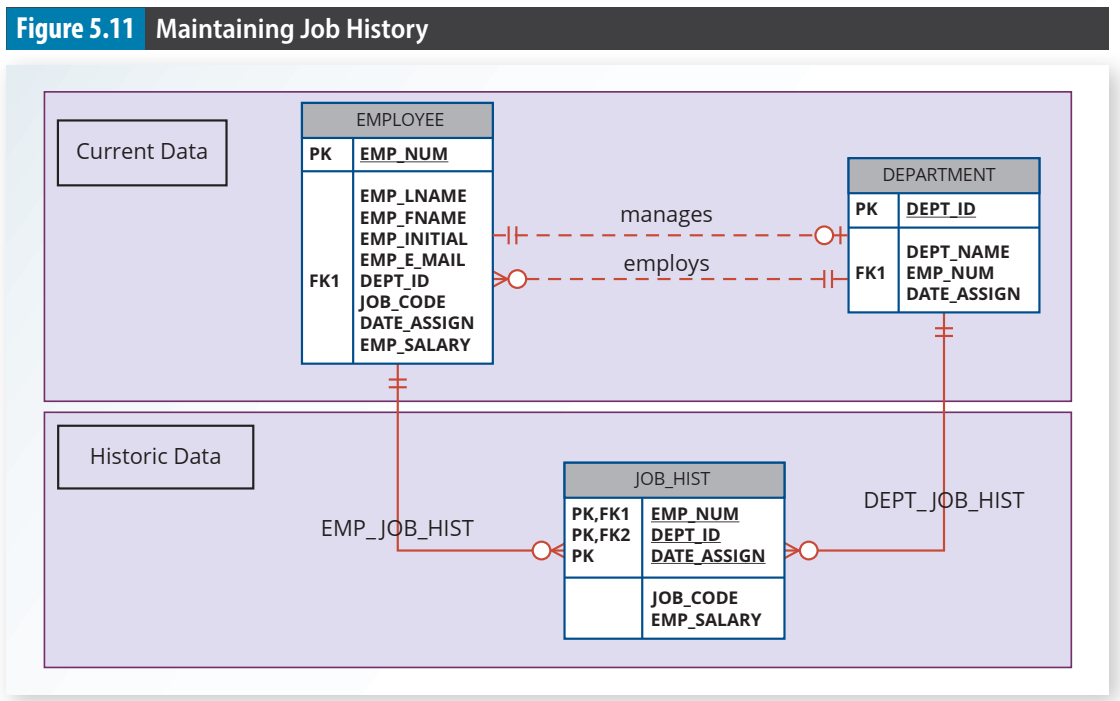 Figure 5.11 Maintaining Job History
Current Data
EMPLOYEE
PK EMP_NUM
EMP_LNAME
EMP_FNAME
EMP_INITIAL
EMP_E_MAIL
FK1 DEPT_ID
JOB_CODE
DATE_ASSIGN
EMP_SALARY
manages
employs
DEPARTMENT
PK DEPT_ID
DEPT_NAME
FK1 EMP_NUM
DATE_ASSIGN
Historic Data
EMP_JOB_HIST
JOB_HIST
PK,FK1 EMP_NUM
PK,FK2 DEPT_ID
PK DATE_ASSIGN
JOB_CODE
EMP_SALARY
DEPT_JOB_HIST